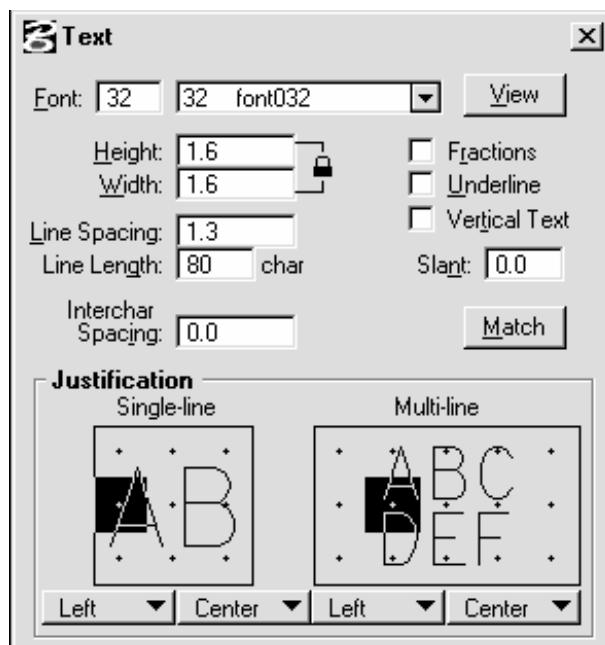 Text
Font: 32 32 font032 View
Height: 1.6 Fractions
Width: 1.6 Underline
Vertical Text
Line Spacing: 1.3
Line Length: 80 char Slant: 0.0
Interchar
Spacing: 0.0 Match
Justification
Single-line Multi-line
AB ABC
DEF
Left Center Left Center